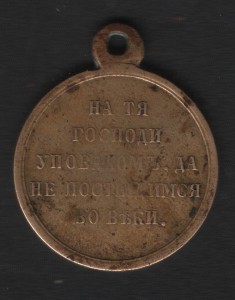 НА ТЯ
ГОСПОДИ
УПОВАХОМЪ, ДА
НЕ ПОСТЫДИМСЯ
ВО ВѢКИ.